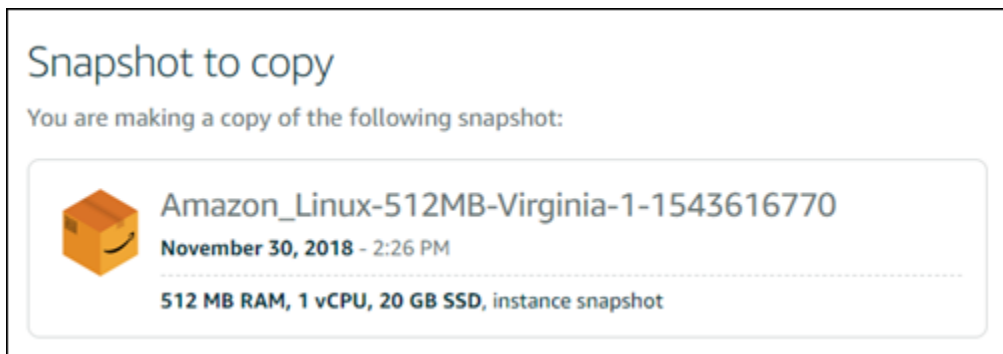 Snapshot to copy
You are making a copy of the following snapshot:
Amazon_Linux-512MB-Virginia-1-1543616770
November 30, 2018 - 2:26 PM
512 MB RAM, 1 vCPU, 20 GB SSD, instance snapshot